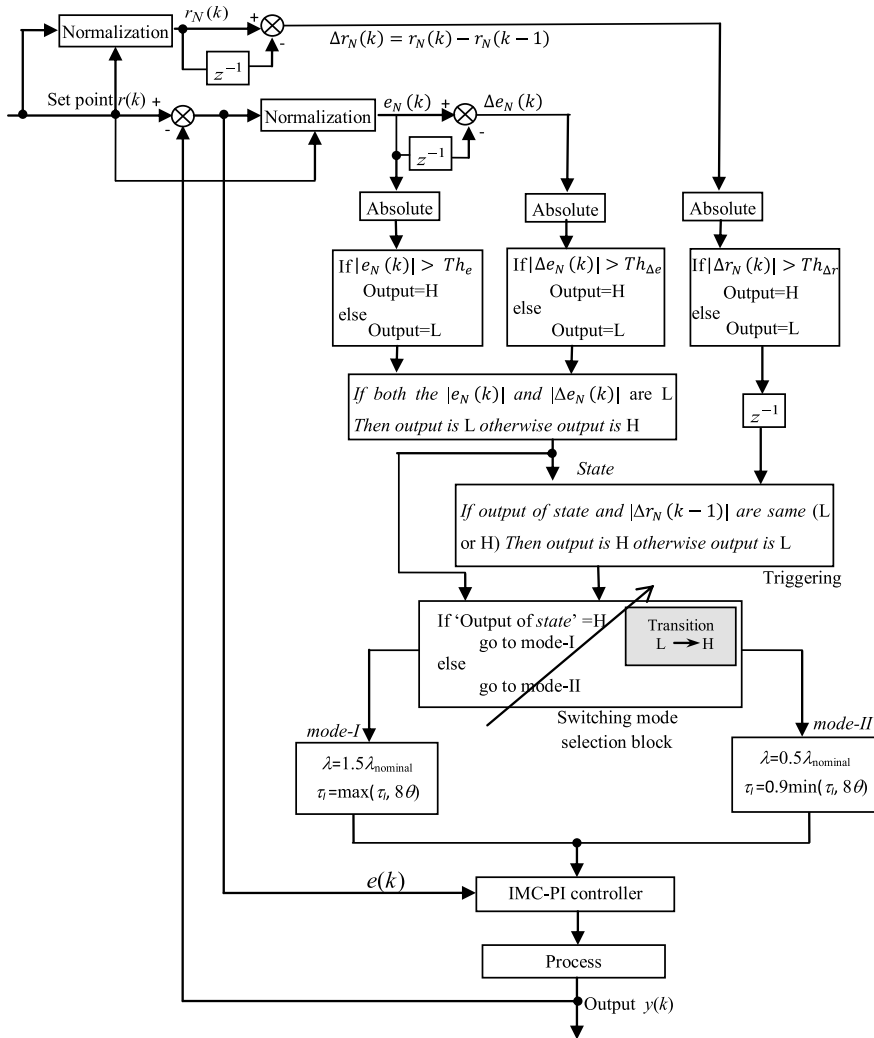 Normalization
r_N(k)
+
-
Δr_N(k) = r_N(k) − r_N(k − 1)
z⁻¹
Set point r(k)
+
-
Normalization
e_N(k)
+
-
Δe_N(k)
z⁻¹
Absolute
Absolute
Absolute
If |e_N(k)| > Th_e
Output=H
else
Output=L
If |Δe_N(k)| > Th_Δe
Output=H
else
Output=L
If |Δr_N(k)| > Th_Δr
Output=H
else
Output=L
If both the |e_N(k)| and |Δe_N(k)| are L
Then output is L otherwise output is H
z⁻¹
State
If output of state and |Δr_N(k − 1)| are same (L
or H) Then output is H otherwise output is L
Triggering
If ‘Output of state’ =H
go to mode-I
else
go to mode-II
Transition
L → H
Switching mode
selection block
mode-I
mode-II
λ=1.5λ_nominal
τ_I=max(τ_I, 8θ)
λ=0.5λ_nominal
τ_I=0.9min(τ_I, 8θ)
e(k)
IMC-PI controller
Process
Output y(k)